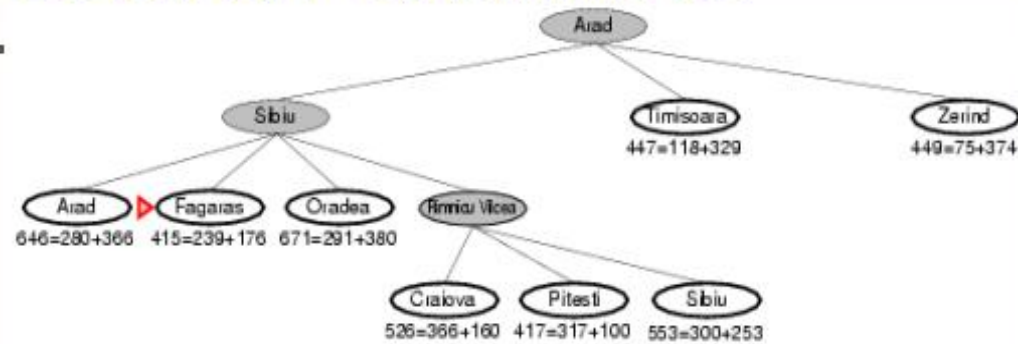 Arad
Sibiu Timisoara Zerind
447=118+329 449=75+374
Arad Fagaras Oradea Rimnicu Vilcea
646=280+366 415=239+176 671=291+380
Craiova Pitesti Sibiu
526=366+160 417=317+100 553=300+253